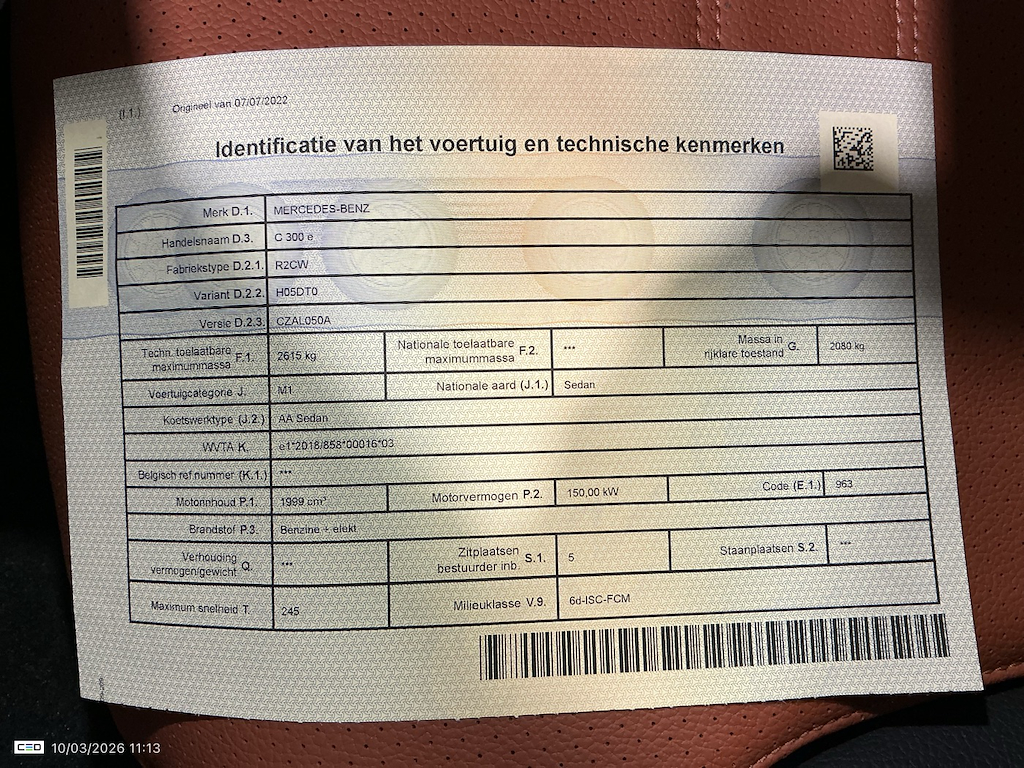 (I.1.) Origineel van 07/07/2022
Identificatie van het voertuig en technische kenmerken
Merk D.1. MERCEDES-BENZ
Handelsnaam D.3. C 300 e
Fabriekstype D.2.1. R2CW
Variant D.2.2. H05DT0
Versie D.2.3. CZAL050A
Techn. toelaatbare maximummassa F.1. 2615 kg Nationale toelaatbare maximummassa F.2. *** Massa in rijklare toestand G. 2080 kg
Voertuigcategorie J. M1 Nationale aard (J.1.) Sedan
Koetswerktype (J.2.) AA Sedan
WVTA K. e1*2018/858*00016*03
Belgisch ref nummer (K.1.) ***
Motorinhoud P.1. 1999 cm³ Motorvermogen P.2. 150,00 kW Code (E.1.) 963
Brandstof P.3. Benzine + elekt
Verhouding vermogen/gewicht Q. *** Zitplaatsen bestuurder inb. S.1. 5 Staanplaatsen S.2. ***
Maximum snelheid T. 245 Milieuklasse V.9. 6d-ISC-FCM
CEO 10/03/2026 11:13